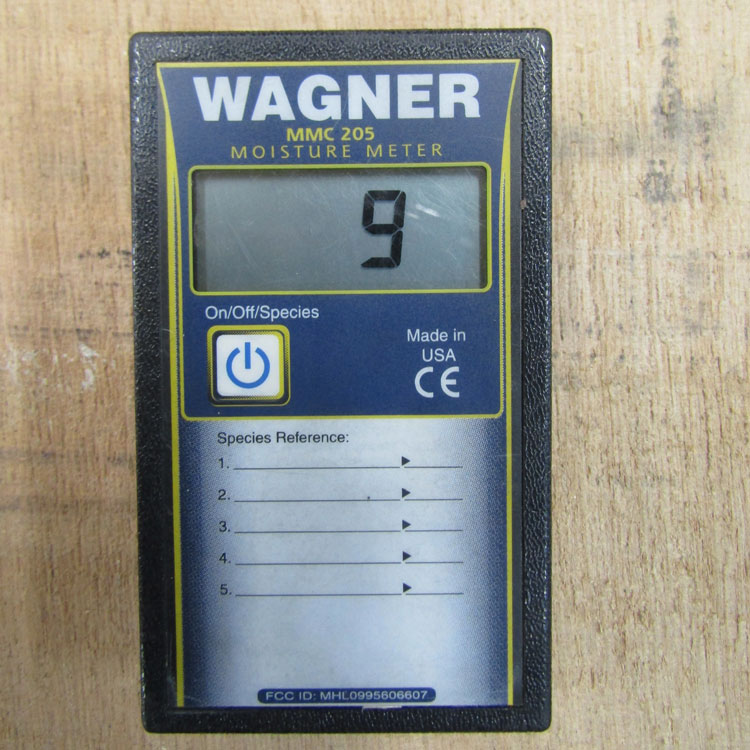 WAGNER
MMC 205
MOISTURE METER
9
On/Off/Species
Made in
USA
CE
Species Reference:
1.
2.
3.
4.
5.
FCC ID: MHL0995606607